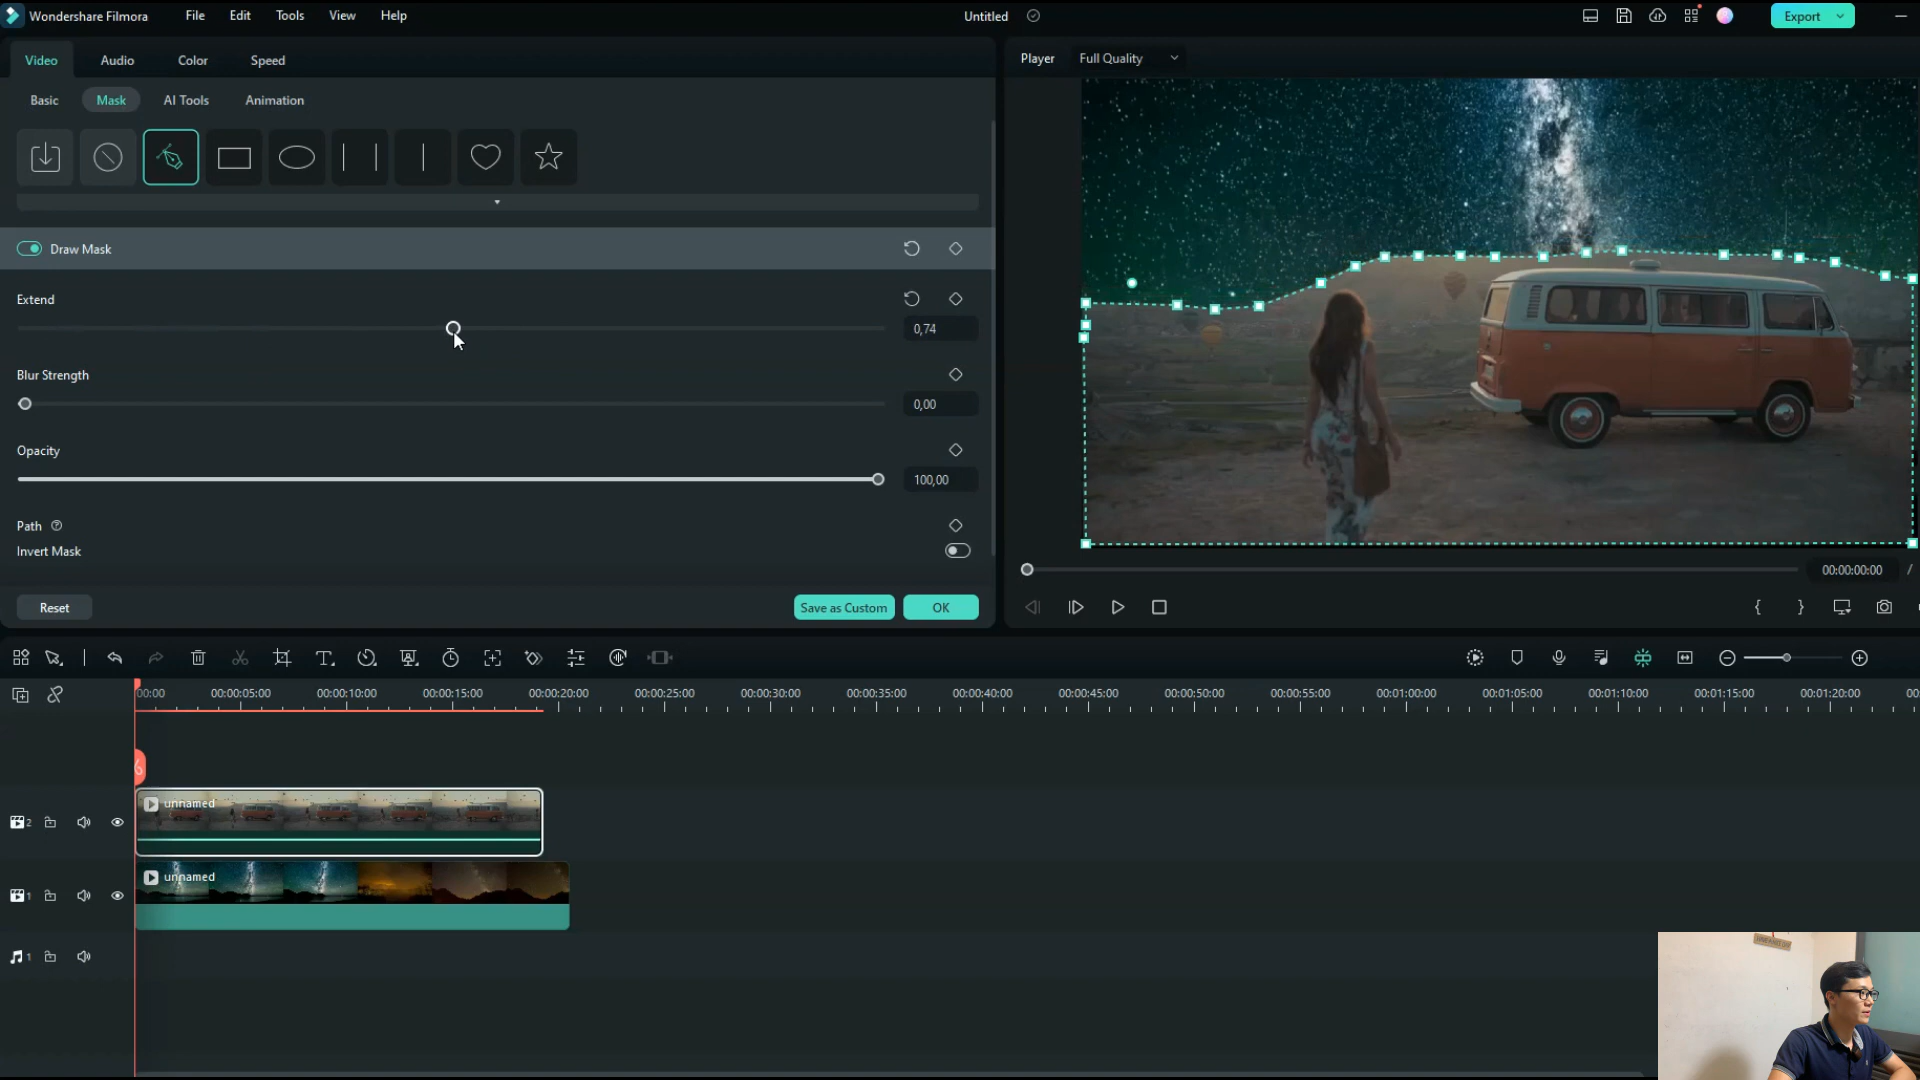 Wondershare Filmora File Edit Tools View Help Untitled Export
Video Audio Color Speed
Player Full Quality
Basic Mask AI Tools Animation
Draw Mask
Extend
0,74
Blur Strength
0,00
Opacity
100,00
Path
Invert Mask
00:00:00:00 /
Reset Save as Custom OK
00:00 00:00:05:00 00:00:10:00 00:00:15:00 00:00:20:00 00:00:25:00 00:00:30:00 00:00:35:00 00:00:40:00 00:00:45:00 00:00:50:00 00:00:55:00 00:01:00:00 00:01:05:00 00:01:10:00 00:01:15:00 00:01:20:00 00:
unnamed
2
unnamed
1
1